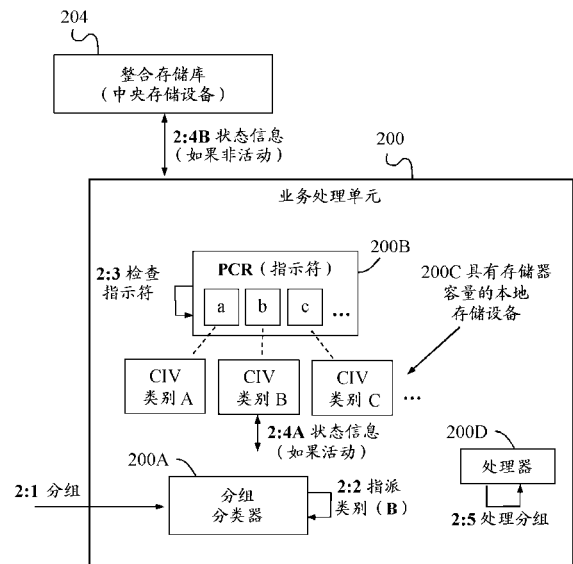 204
整合存储库
（中央存储设备）
2:4B 状态信息
（如果非活动）
200
业务处理单元
200B
PCR（指示符）
2:3 检查
指示符
a b c ...
200C 具有存储器
容量的本地
存储设备
CIV
类别 A
CIV
类别 B
CIV
类别 C
...
2:4A 状态信息
（如果活动）
200A
200D
2:1 分组
分组
分类器
2:2 指派
类别（B）
处理器
2:5 处理分组